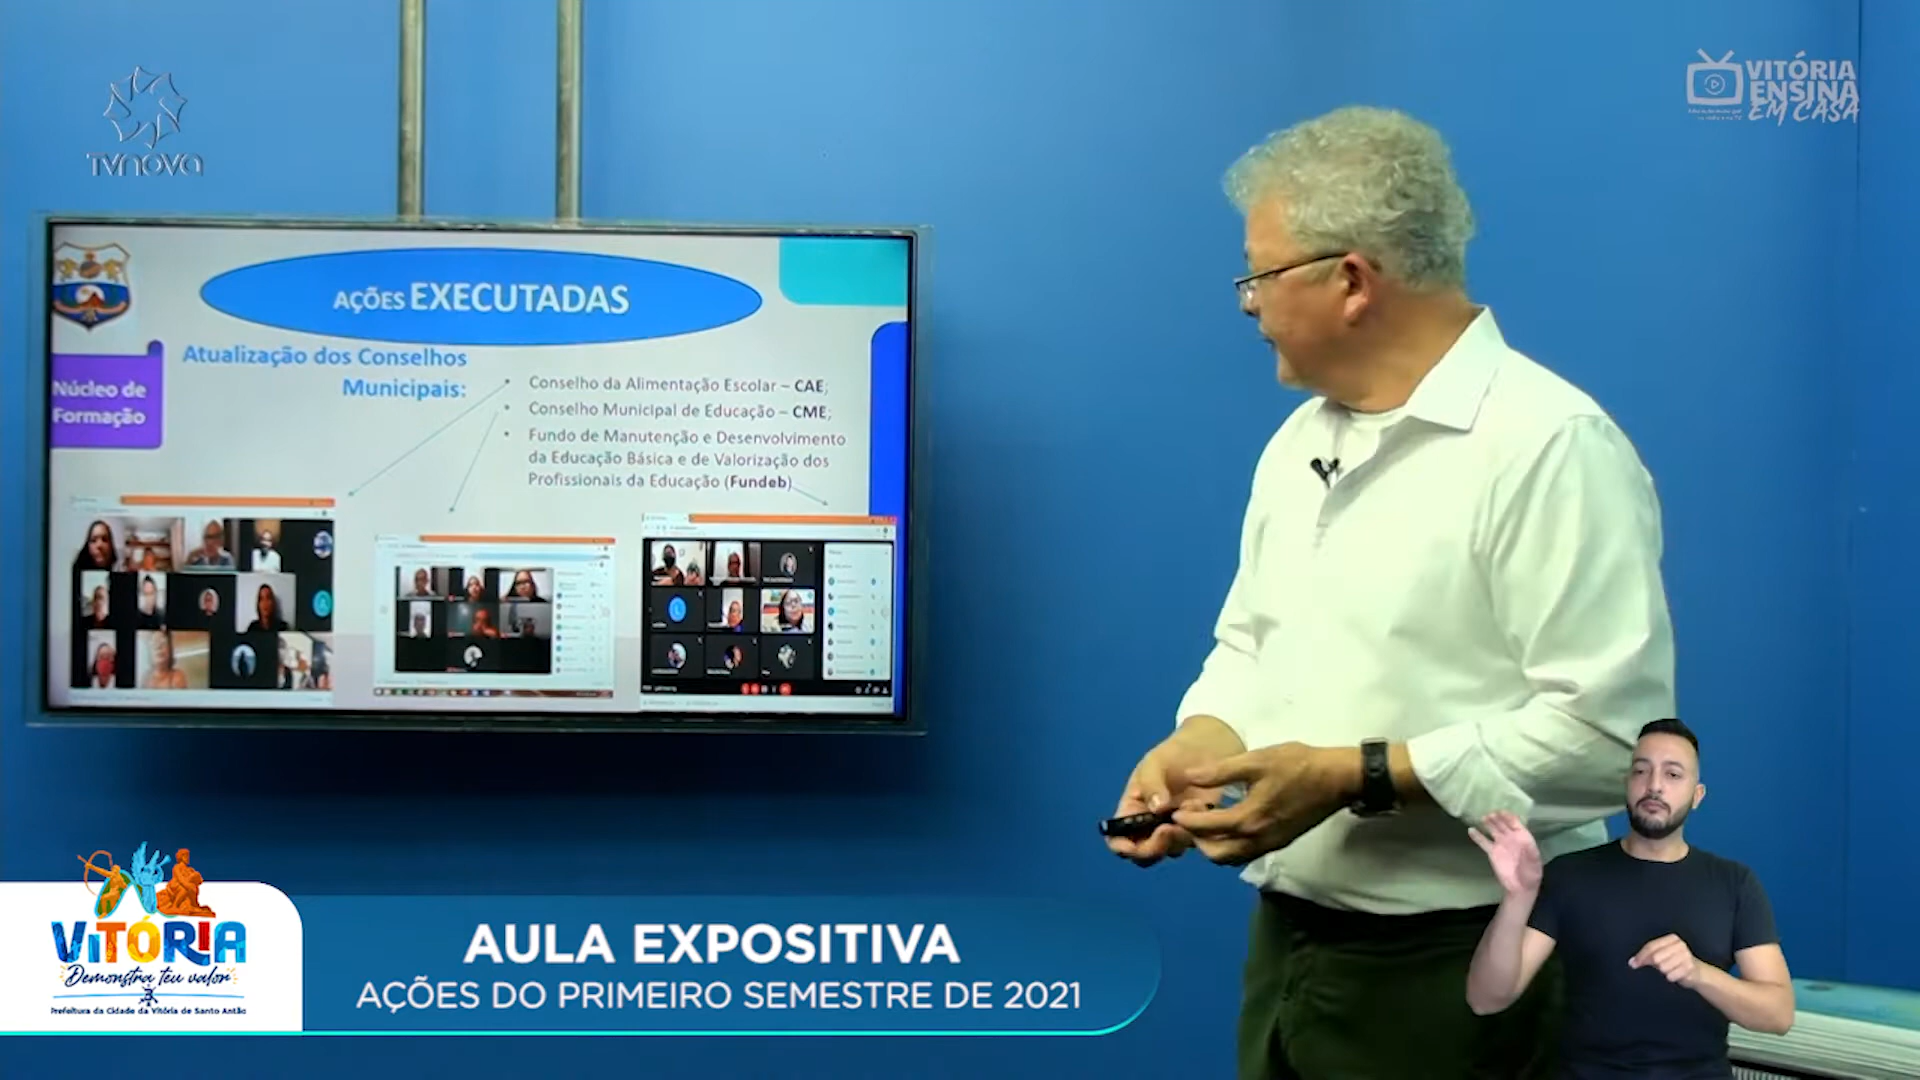 TVNOVA
VITÓRIA
ENSINA
EM CASA
AÇÕES EXECUTADAS
Núcleo de
Formação
Atualização dos Conselhos
Municipais:
• Conselho da Alimentação Escolar – CAE;
• Conselho Municipal de Educação – CME;
• Fundo de Manutenção e Desenvolvimento
da Educação Básica e de Valorização dos
Profissionais da Educação (Fundeb)
VITÓRIA
Demonstra teu valor
Prefeitura da Cidade da Vitória de Santo Antão
AULA EXPOSITIVA
AÇÕES DO PRIMEIRO SEMESTRE DE 2021